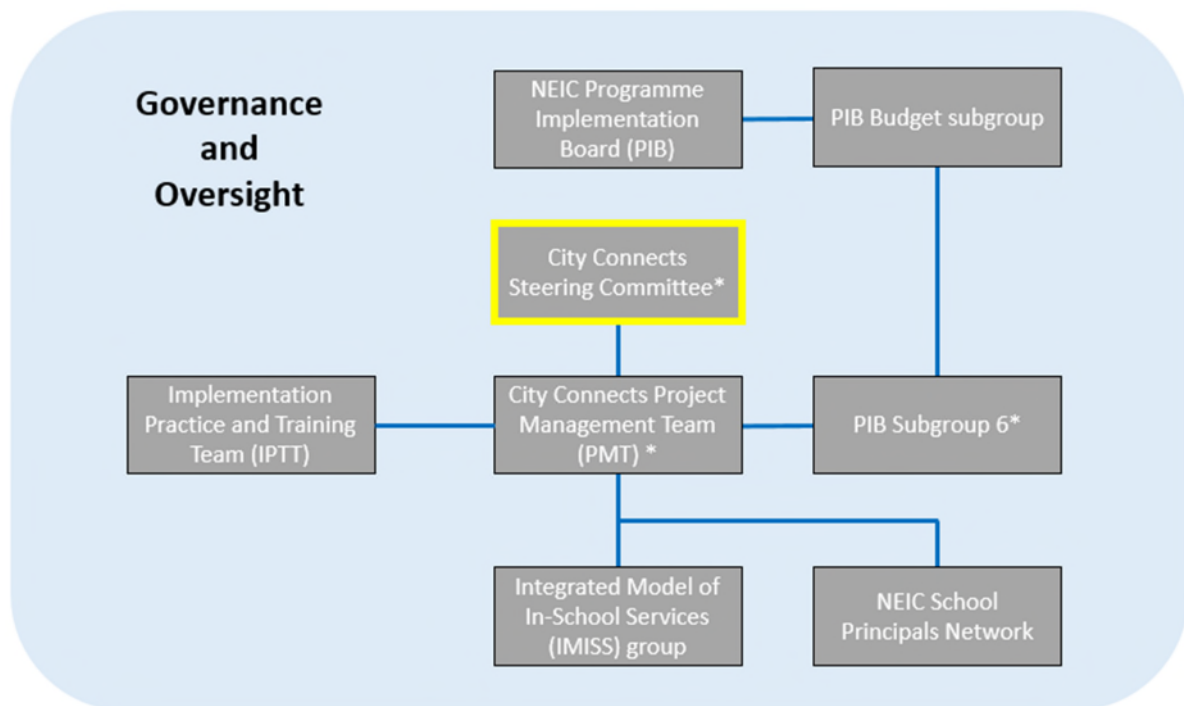 Governance
and
Oversight
NEIC Programme
Implementation
Board (PIB)
PIB Budget subgroup
City Connects
Steering Committee*
Implementation
Practice and Training
Team (IPTT)
City Connects Project
Management Team
(PMT) *
PIB Subgroup 6*
Integrated Model of
In-School Services
(IMISS) group
NEIC School
Principals Network